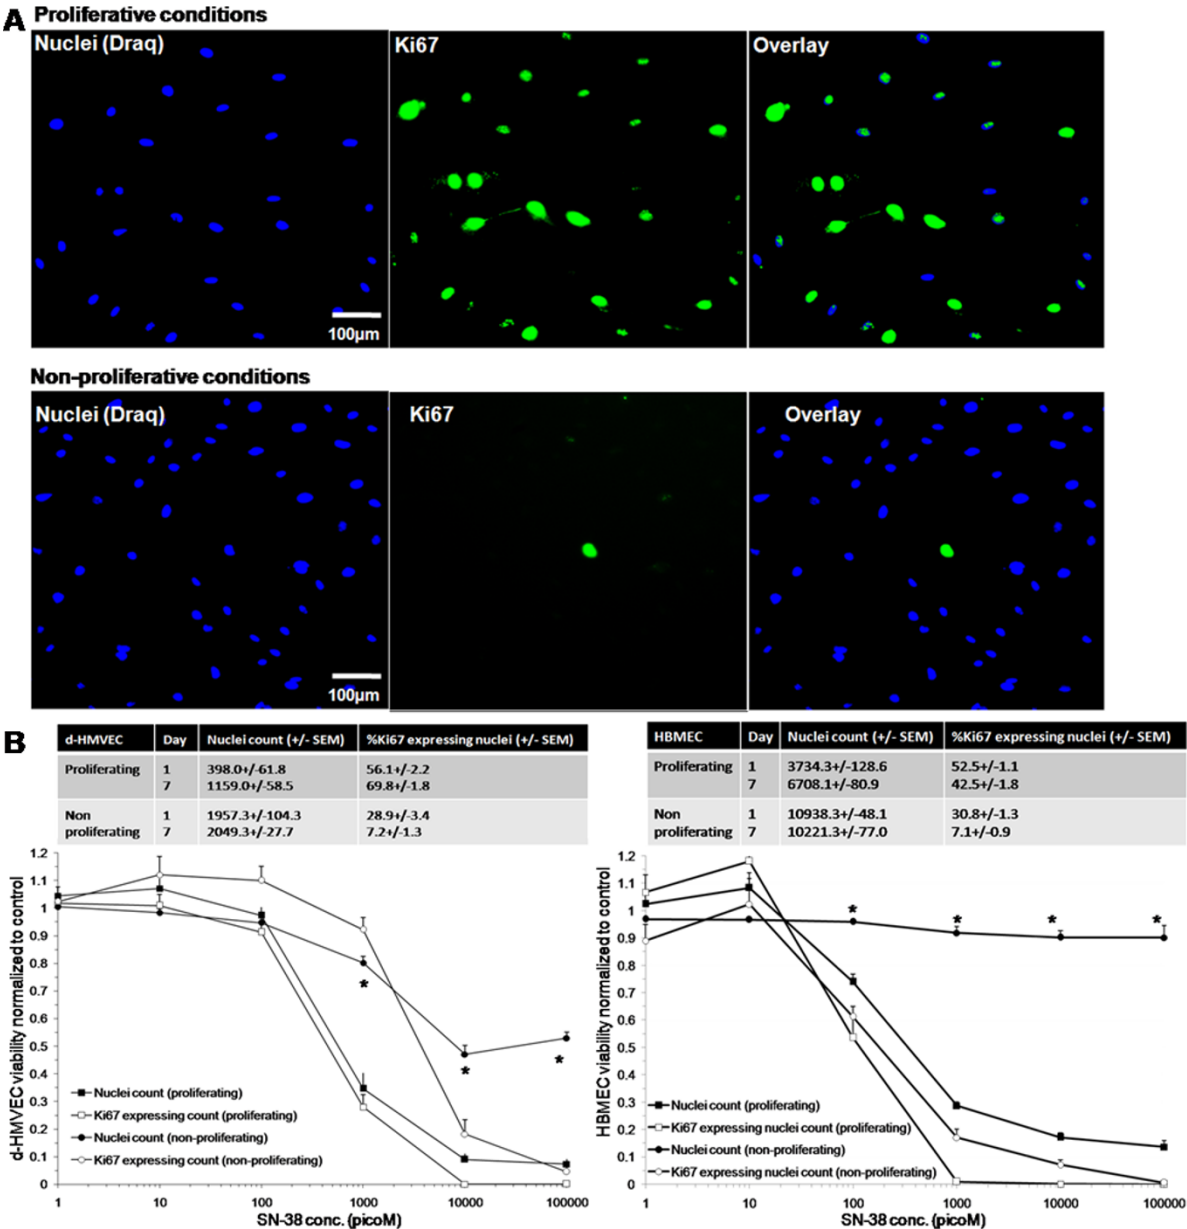 A
Proliferative conditions
Nuclei (Draq)
Ki67
Overlay
100µm
Non-proliferative conditions
Nuclei (Draq)
Ki67
Overlay
100µm
B
d-HMVEC Day Nuclei count (+/- SEM) %Ki67 expressing nuclei (+/- SEM)
Proliferating 1 398.0+/-61.8 56.1+/-2.2
7 1159.0+/-58.5 69.8+/-1.8
Non 1 1957.3+/-104.3 28.9+/-3.4
proliferating 7 2049.3+/-27.7 7.2+/-1.3
HBMEC Day Nuclei count (+/- SEM) %Ki67 expressing nuclei (+/- SEM)
Proliferating 1 3734.3+/-128.6 52.5+/-1.1
7 6708.1+/-80.9 42.5+/-1.8
Non 1 10938.3+/-48.1 30.8+/-1.3
proliferating 7 10221.3+/-77.0 7.1+/-0.9
d-HMVEC viability normalized to control
1.2
1.1
1
0.9
0.8
0.7
0.6
0.5
0.4
0.3
0.2
0.1
0
*
*
*
Nuclei count (proliferating)
Ki67 expressing count (proliferating)
Nuclei count (non-proliferating)
Ki67 expressing count (non-proliferating)
1 10 100 1000 10000 100000
SN-38 conc. (picoM)
HBMEC viability normalized to control
1.2
1.1
1
0.9
0.8
0.7
0.6
0.5
0.4
0.3
0.2
0.1
0
*
*
*
*
Nuclei count (proliferating)
Ki67 expressing nuclei count (proliferating)
Nuclei count (non-proliferating)
Ki67 expressing nuclei count (non-proliferating)
1 10 100 1000 10000 100000
SN-38 conc. (picoM)